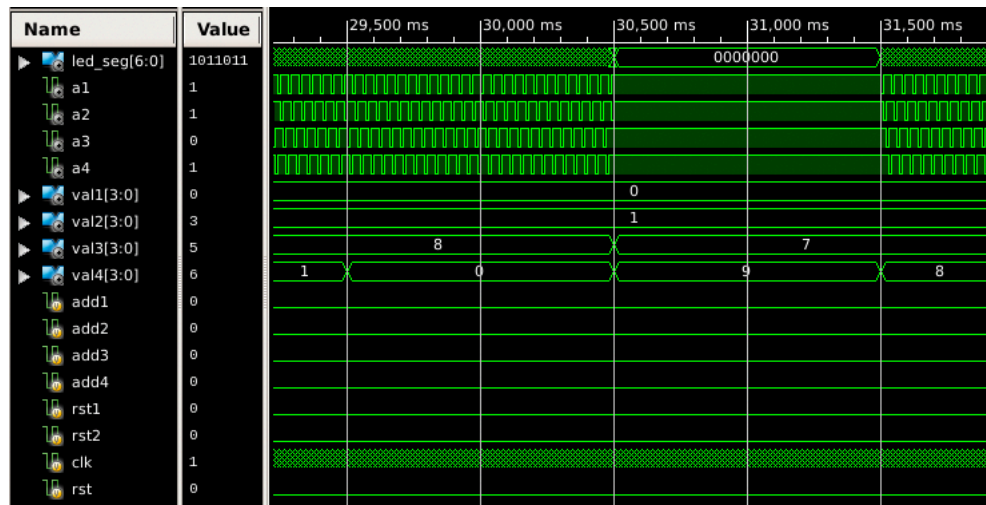 Name Value 29,500 ms 30,000 ms 30,500 ms 31,000 ms 31,500 ms
led_seg[6:0] 1011011 0000000
a1 1
a2 1
a3 0
a4 1
val1[3:0] 0 0
val2[3:0] 3 1
val3[3:0] 5 8 7
val4[3:0] 6 1 0 9 8
add1 0
add2 0
add3 0
add4 0
rst1 0
rst2 0
clk 1
rst 0